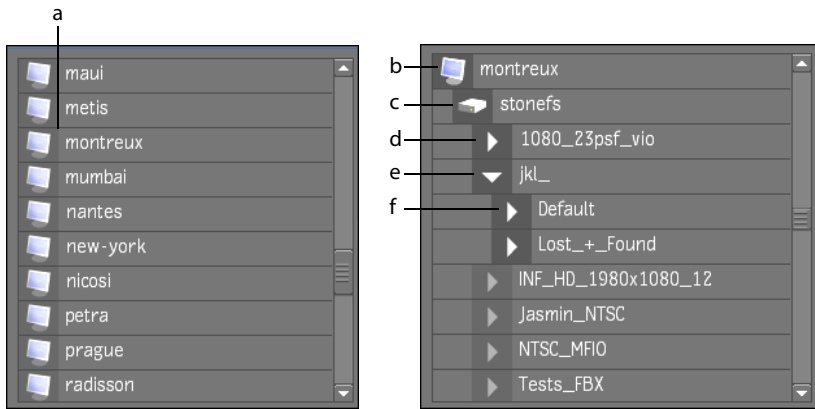 a
maui
metis
montreux
mumbai
nantes
new-york
nicosi
petra
prague
radisson
b
montreux
c
stonefs
d
1080_23psf_vio
e
jkl_
f
Default
Lost_+_Found
INF_HD_1980x1080_12
Jasmin_NTSC
NTSC_MFIO
Tests_FBX